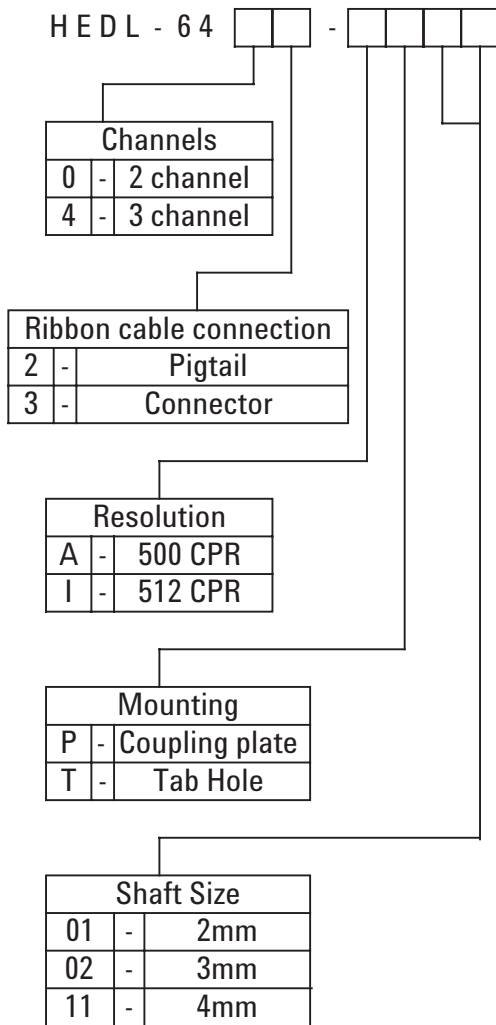 HEDL - 64 -
Channels
0 - 2 channel
4 - 3 channel
Ribbon cable connection
2 - Pigtail
3 - Connector
Resolution
A - 500 CPR
I - 512 CPR
Mounting
P - Coupling plate
T - Tab Hole
Shaft Size
01 - 2mm
02 - 3mm
11 - 4mm